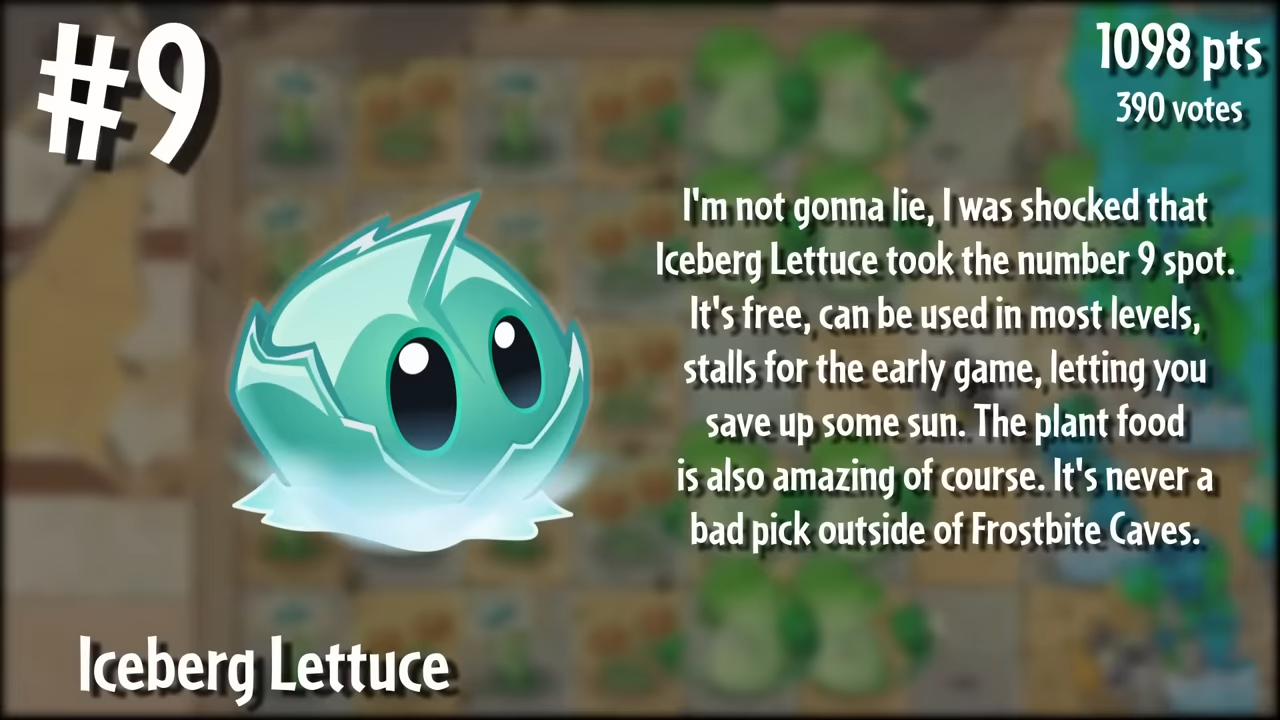 #9
1098 pts
390 votes
I'm not gonna lie, I was shocked that
Iceberg Lettuce took the number 9 spot.
It's free, can be used in most levels,
stalls for the early game, letting you
save up some sun. The plant food
is also amazing of course. It's never a
bad pick outside of Frostbite Caves.
Iceberg Lettuce